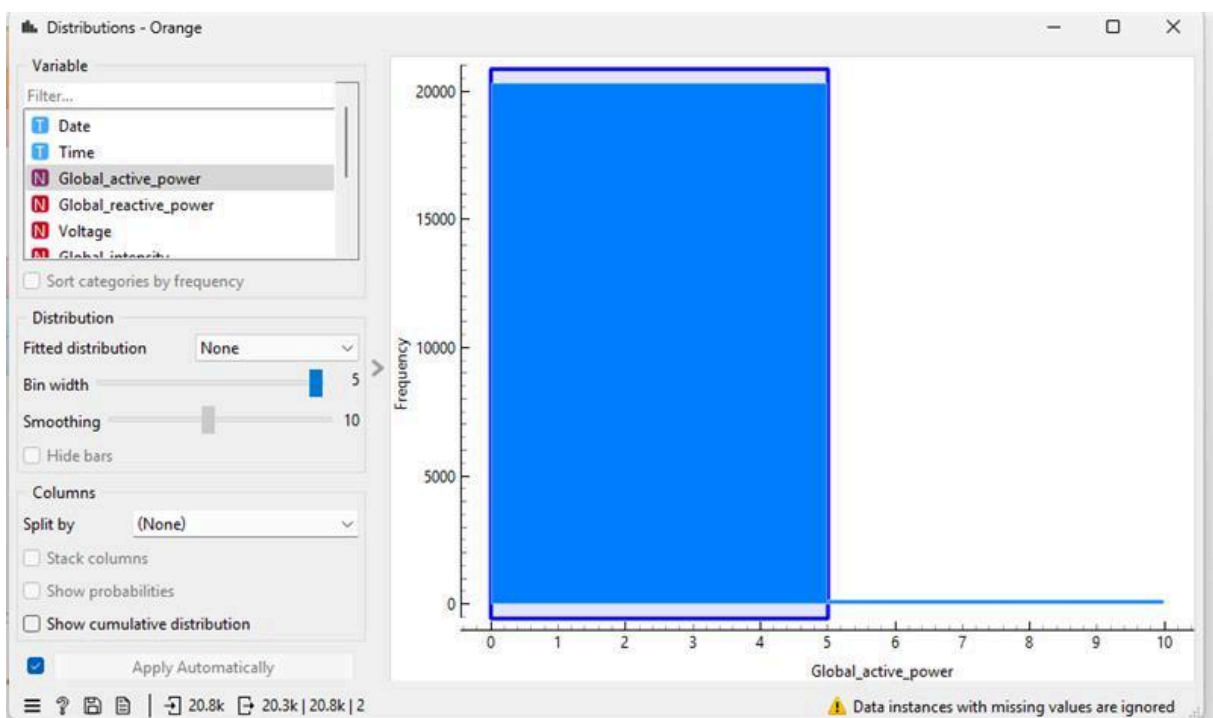 Distributions - Orange
Variable
Filter...
T Date
T Time
N Global_active_power
N Global_reactive_power
N Voltage
N Global_intensity
Sort categories by frequency
Distribution
Fitted distribution None
Bin width 5
Smoothing 10
Hide bars
Columns
Split by (None)
Stack columns
Show probabilities
Show cumulative distribution
Apply Automatically
20.8k 20.3k | 20.8k | 2
Frequency
20000
15000
10000
5000
0
0 1 2 3 4 5 6 7 8 9 10
Global_active_power
Data instances with missing values are ignored